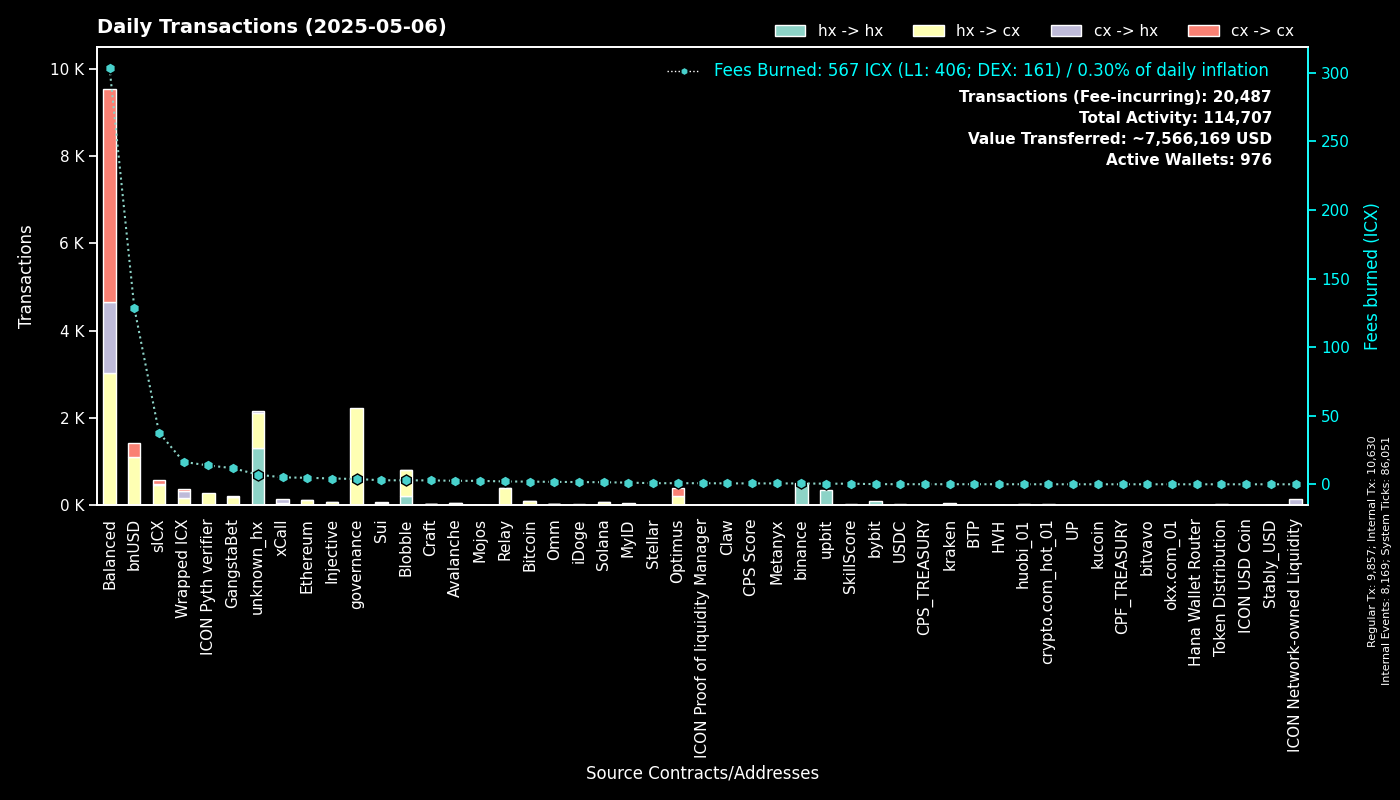 Daily Transactions (2025-05-06)
hx -> hx
hx -> cx
cx -> hx
cx -> cx
Fees Burned: 567 ICX (L1: 406; DEX: 161) / 0.30% of daily inflation
Transactions (Fee-incurring): 20,487
Total Activity: 114,707
Value Transferred: ~7,566,169 USD
Active Wallets: 976
Transactions
10 K
8 K
6 K
4 K
2 K
0 K
300
250
200
150
100
50
0
Fees burned (ICX)
Balanced
bnUSD
sICX
Wrapped ICX
ICON Pyth verifier
GangstaBet
unknown_hx
xCall
Ethereum
Injective
governance
Sui
Blobble
Craft
Avalanche
Mojos
Relay
Bitcoin
Omm
iDoge
Solana
MyID
Stellar
Optimus
ICON Proof of liquidity Manager
Claw
CPS Score
Metanyx
binance
upbit
SkillScore
bybit
USDC
CPS_TREASURY
kraken
BTP
HVH
huobi_01
crypto.com_hot_01
UP
kucoin
CPF_TREASURY
bitvavo
okx.com_01
Hana Wallet Router
Token Distribution
ICON USD Coin
Stably_USD
ICON Network-owned Liquidity
Source Contracts/Addresses
Regular Tx: 9,857; Internal Tx: 10,630
Internal Events: 8,169; System Ticks: 86,051